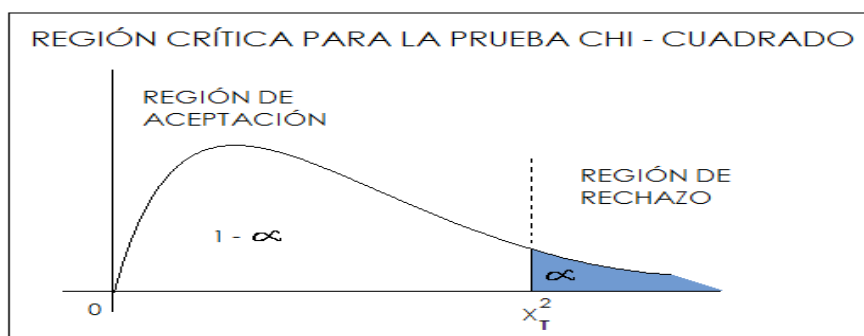 REGIÓN CRÍTICA PARA LA PRUEBA CHI - CUADRADO
REGIÓN DE
ACEPTACIÓN
REGIÓN DE
RECHAZO
1 - ∝
∝
0
X²ₜ